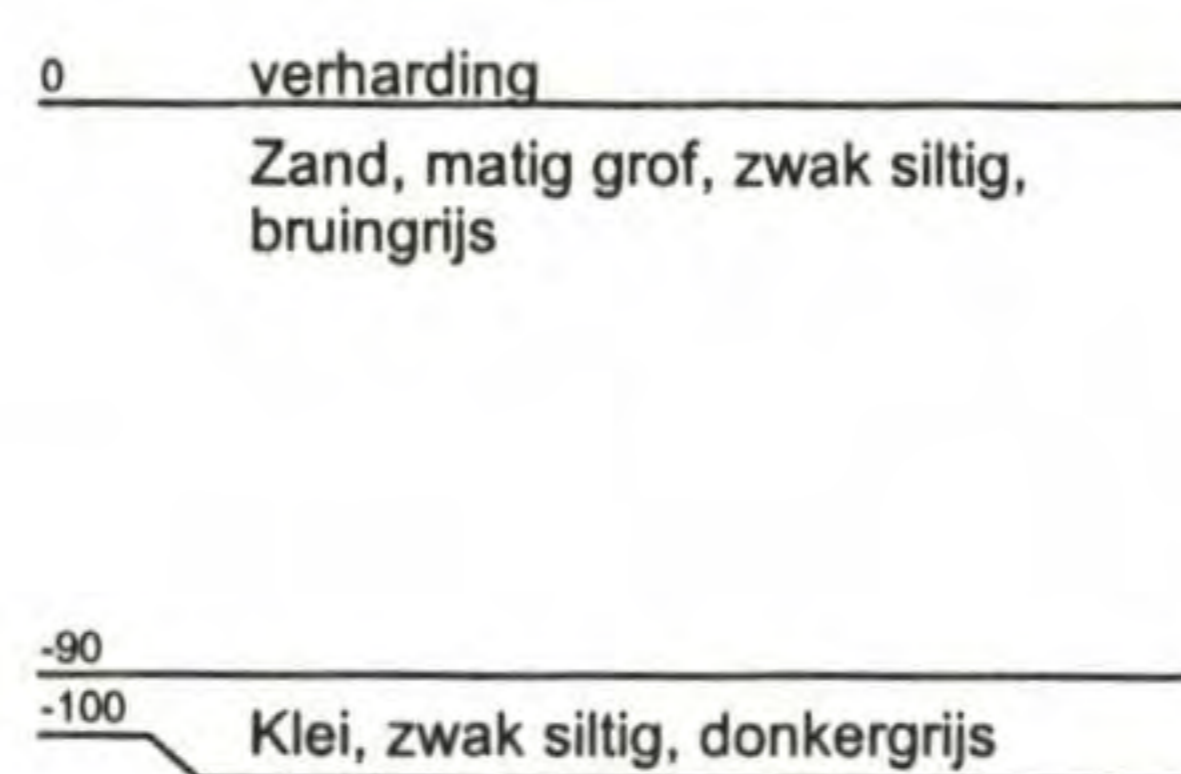 0 verharding
Zand, matig grof, zwak siltig,
bruingrijs
-90
-100 Klei, zwak siltig, donkergrijs